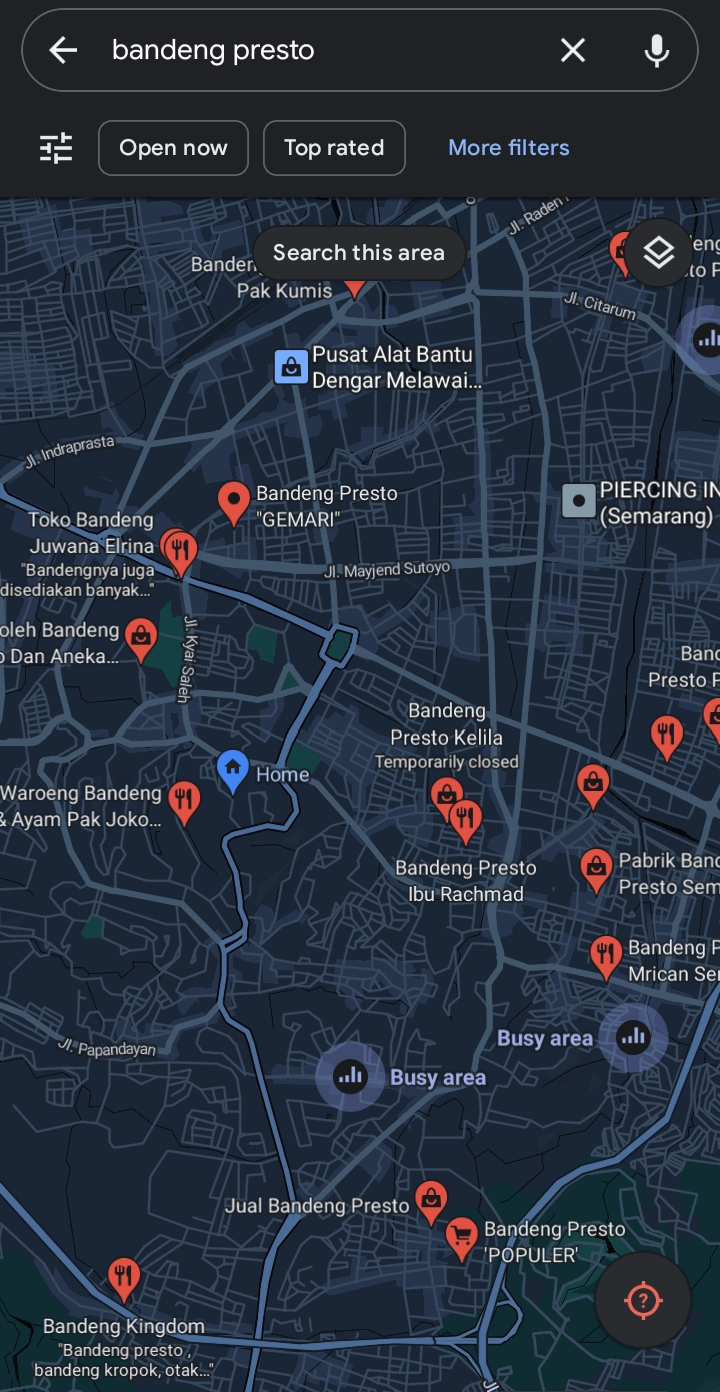 bandeng presto
Open now
Top rated
More filters
Jl. Raden
Search this area
Pak Kumis
Jl. Citarum
Pusat Alat Bantu
Dengar Melawai...
Jl. Indraprasta
Bandeng Presto
"GEMARI"
PIERCING IN
(Semarang)
Toko Bandeng
Juwana Elrina
"Bandengnya juga
disediakan banyak..."
Jl. Mayjend Sutoyo
oleh Bandeng
o Dan Aneka...
Jl. Kyai Saleh
Presto P
Bandeng
Presto Kelila
Temporarily closed
Home
Waroeng Bandeng
& Ayam Pak Joko...
Bandeng Presto
Ibu Rachmad
Pabrik Band
Presto Sem
Bandeng P
Mrican Ser
Busy area
Jl. Papandayan
Busy area
Jual Bandeng Presto
Bandeng Presto
'POPULER'
Bandeng Kingdom
"Bandeng presto ,
bandeng kropok, otak..."
Jl